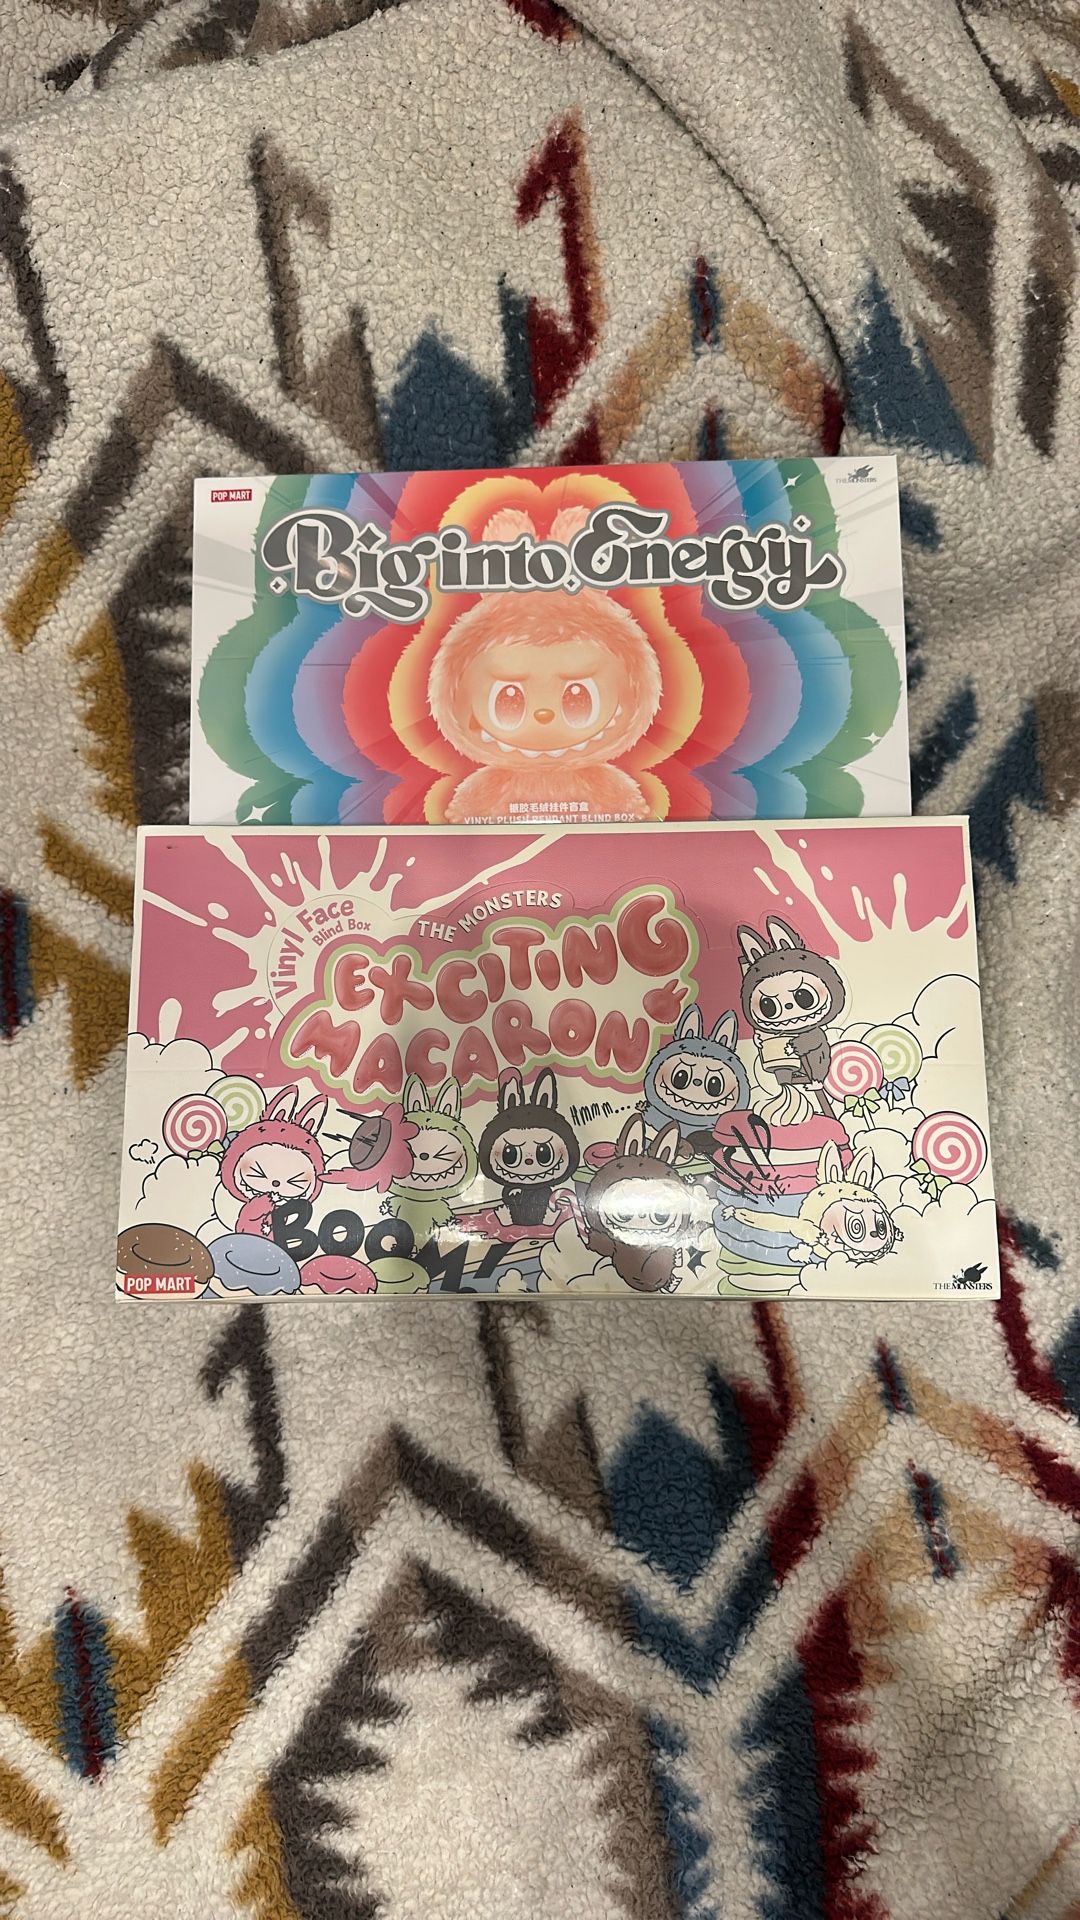 POP MART
THE MONSTERS
Big into Energy
搪胶毛绒挂件盲盒
VINYL PLUSH PENDANT BLIND BOX
Vinyl Face
Blind Box
THE MONSTERS
EXCITING
MACARON
Hmmm...
ME.
BOOM!
POP MART
THE MONSTERS